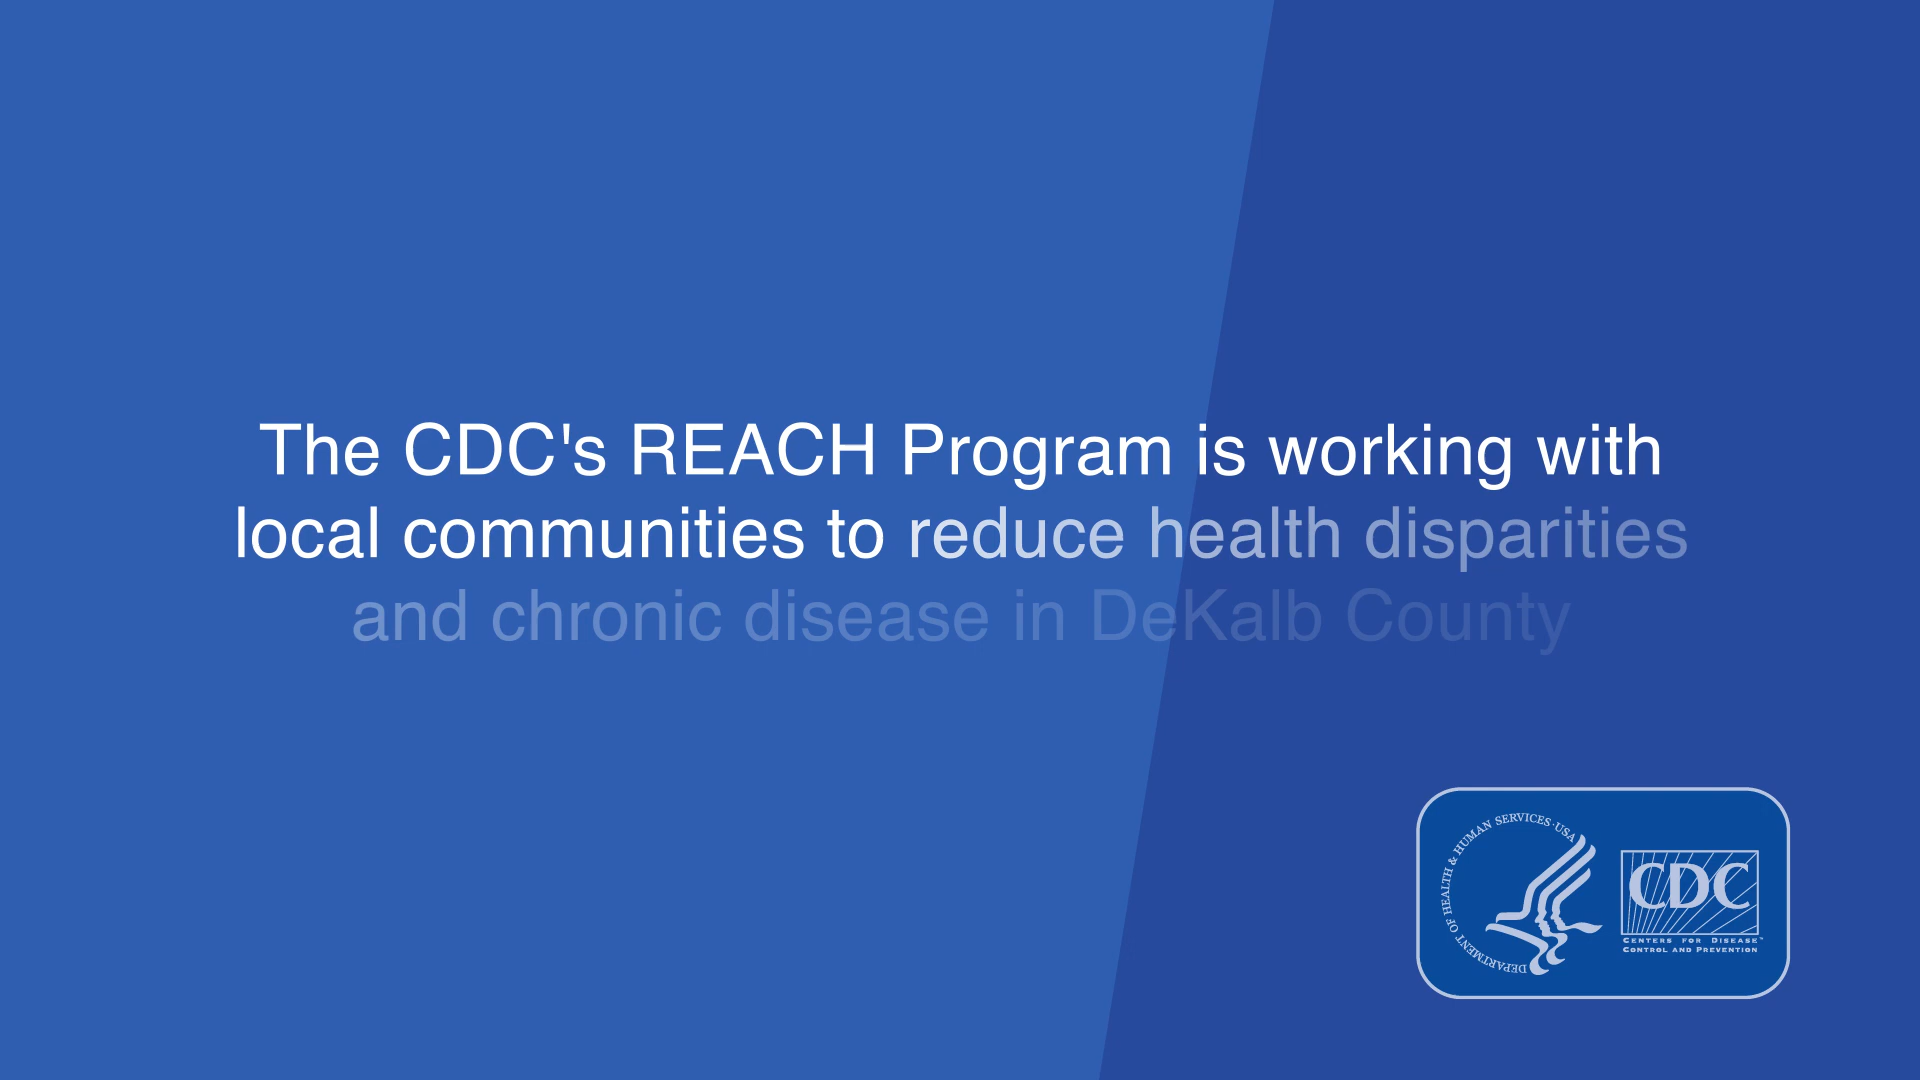 The CDC's REACH Program is working with
local communities to reduce health disparities
and chronic disease in DeKalb County
DEPARTMENT OF HEALTH & HUMAN SERVICES·USA
CDC
CENTERS FOR DISEASE™
CONTROL AND PREVENTION